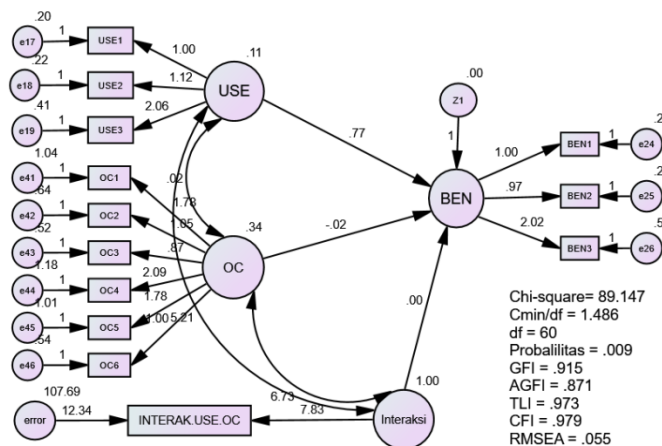 .20
e17
1
USE1
1.00
.11
.22
e18
1
USE2
1.12
USE
.00
.41
e19
1
USE3
2.06
Z1
1
.77
1.00
BEN1
1
e24
.2
1.04
e41
1
OC1
.02
1.78
BEN
.97
BEN2
1
e25
.2
.64
e42
1
OC2
1.05
.34
-.02
2.02
BEN3
1
e26
.5
.52
e43
1
OC3
.87
OC
1.18
e44
1
OC4
2.09
1.01
e45
1
OC5
1.78
.00
.54
e46
1
OC6
1.00
5.21
107.69
error
12.34
INTERAK.USE.OC
7.83
6.73
1.00
Interaksi
Chi-square= 89.147
Cmin/df = 1.486
df = 60
Probalilitas = .009
GFI = .915
AGFI = .871
TLI = .973
CFI = .979
RMSEA = .055